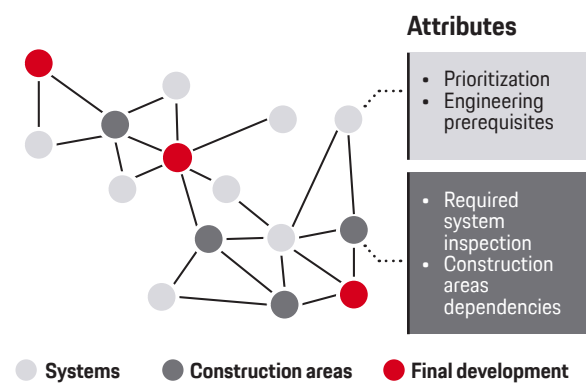 Attributes
• Prioritization
• Engineering
prerequisites
• Required
system
inspection
• Construction
areas
dependencies
Systems
Construction areas
Final development